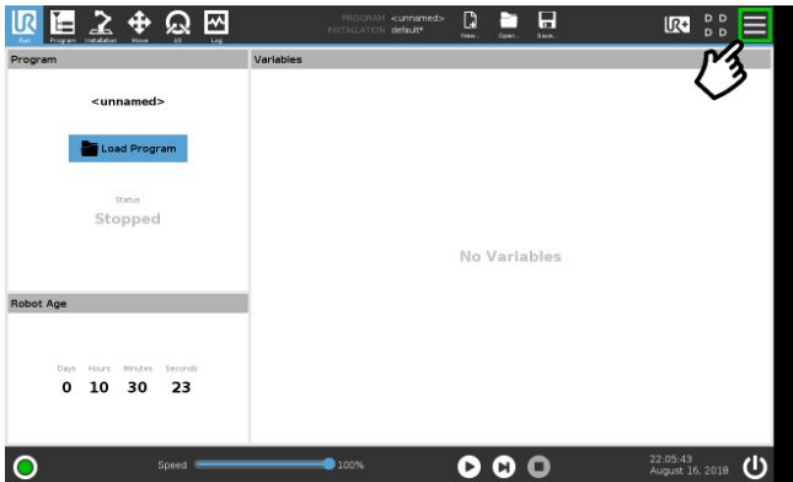 UR
Run
Program
Installation
Move
I/O
Log
PROGRAM <unnamed>
INSTALLATION default*
New...
Open...
Save...
UR+
D D
D D
Program
Variables
<unnamed>
Load Program
Status
Stopped
No Variables
Robot Age
Days Hours Minutes Seconds
0 10 30 23
Speed 100%
22:05:43
August 16, 2018